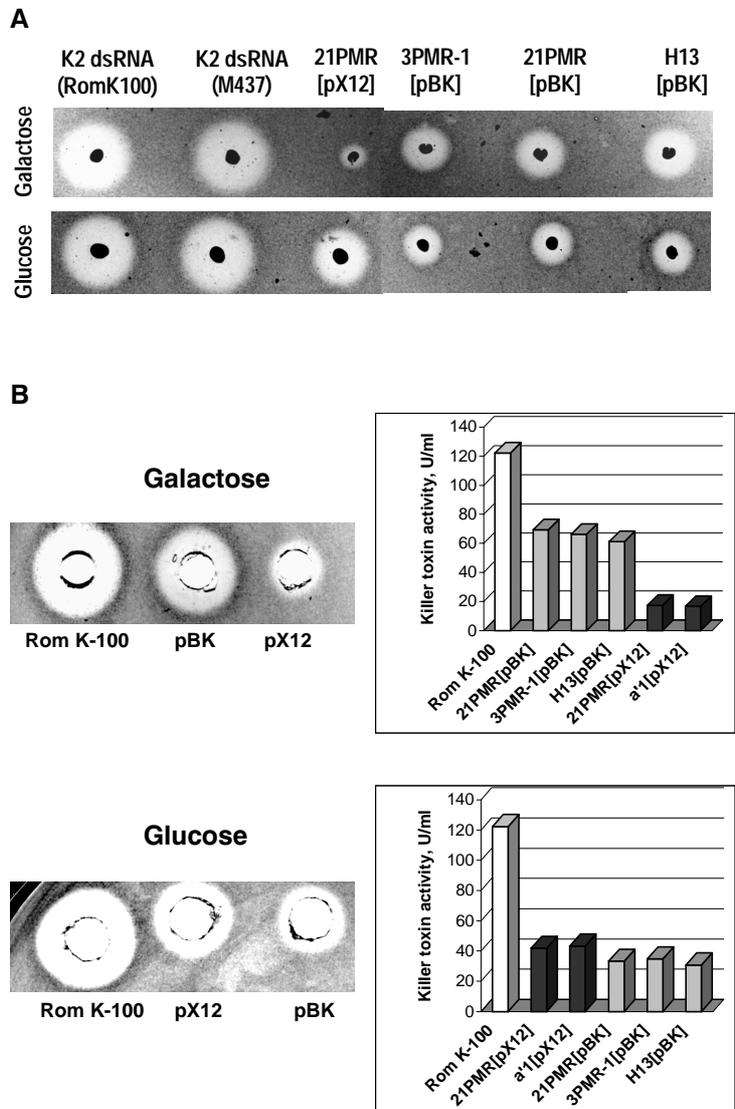 A
K2 dsRNA (RomK100)
K2 dsRNA (M437)
21PMR [pX12]
3PMR-1 [pBK]
21PMR [pBK]
H13 [pBK]
Galactose
Glucose
B
Galactose
Rom K-100 pBK pX12
Killer toxin activity, U/ml
140
120
100
80
60
40
20
0
Rom K-100
21PMR[pBK]
3PMR-1[pBK]
H13[pBK]
21PMR[pX12]
a'1[pX12]
Glucose
Rom K-100 pX12 pBK
Killer toxin activity, U/ml
140
120
100
80
60
40
20
0
Rom K-100
21PMR[pX12]
a'1[pX12]
21PMR[pBK]
3PMR-1[pBK]
H13[pBK]